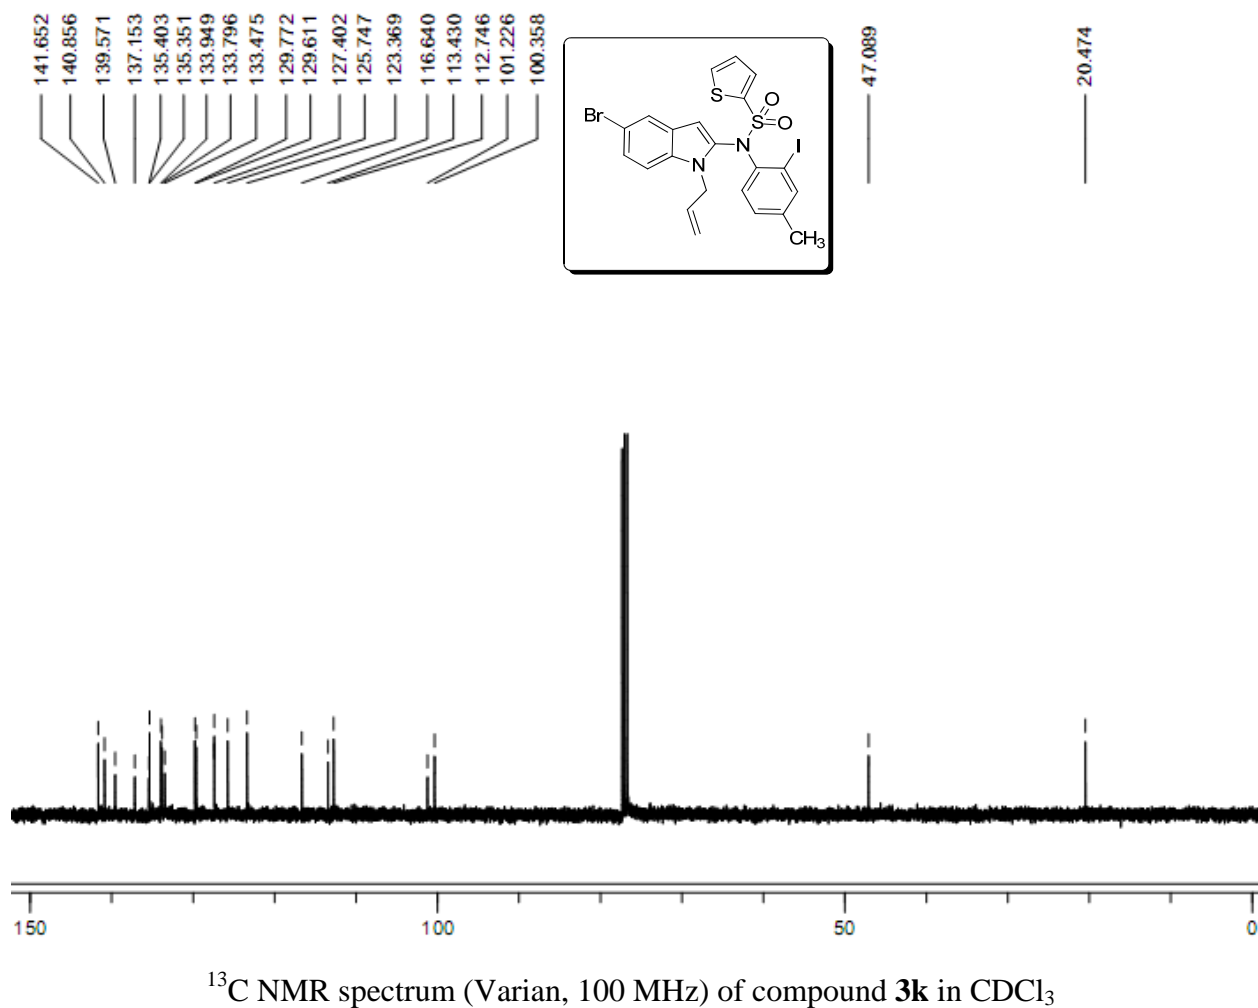 141.652
140.856
139.571
137.153
135.403
135.351
133.949
133.796
133.475
129.772
129.611
127.402
125.747
123.369
116.640
113.430
112.746
101.226
100.358
47.089
20.474
S
O
S
O
Br
N
I
N
CH₃
150
100
50
0
¹³C NMR spectrum (Varian, 100 MHz) of compound 3k in CDCl₃